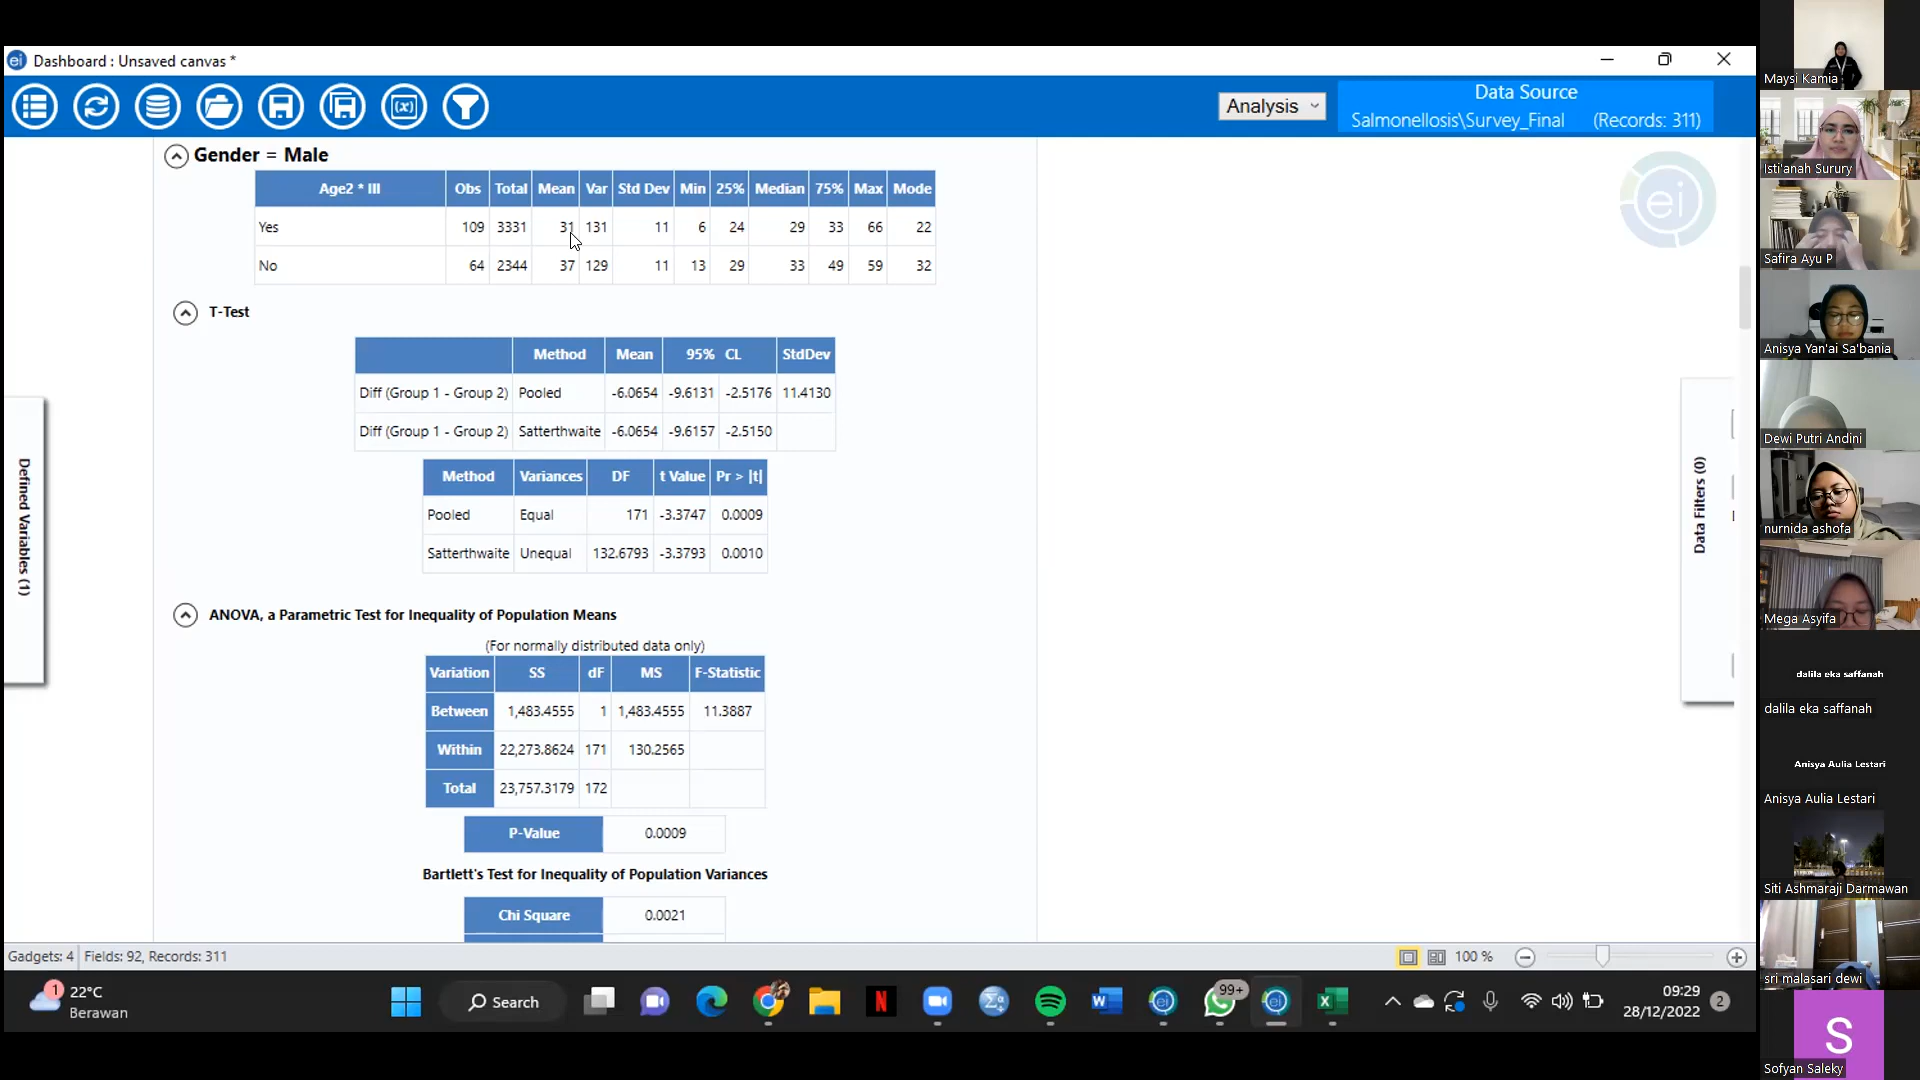 Dashboard : Unsaved canvas *
Analysis
Data Source
Salmonellosis\Survey_Final (Records: 311)
Gender = Male
Age2 * Ill Obs Total Mean Var Std Dev Min 25% Median 75% Max Mode
Yes 109 3331 31 131 11 6 24 29 33 66 22
No 64 2344 37 129 11 13 29 33 49 59 32
T-Test
Method Mean 95% CL StdDev
Diff (Group 1 - Group 2) Pooled -6.0654 -9.6131 -2.5176 11.4130
Diff (Group 1 - Group 2) Satterthwaite -6.0654 -9.6157 -2.5150
Method Variances DF t Value Pr > |t|
Pooled Equal 171 -3.3747 0.0009
Satterthwaite Unequal 132.6793 -3.3793 0.0010
ANOVA, a Parametric Test for Inequality of Population Means
(For normally distributed data only)
Variation SS dF MS F-Statistic
Between 1,483.4555 1 1,483.4555 11.3887
Within 22,273.8624 171 130.2565
Total 23,757.3179 172
P-Value 0.0009
Bartlett's Test for Inequality of Population Variances
Chi Square 0.0021
Defined Variables (1)
Data Filters (0)
ei
Gadgets: 4 Fields: 92, Records: 311
100 %
1
22°C
Berawan
Search
99+
09:29
28/12/2022
2
Maysi Kamia
Isti'anah Surury
Safira Ayu P
Anisya Yan'ai Sa'bania
Dewi Putri Andini
nurnida ashofa
Mega Asyifa
dalila eka saffanah
dalila eka saffanah
Anisya Aulia Lestari
Anisya Aulia Lestari
Siti Ashmaraji Darmawan
sri malasari dewi
S
Sofyan Saleky